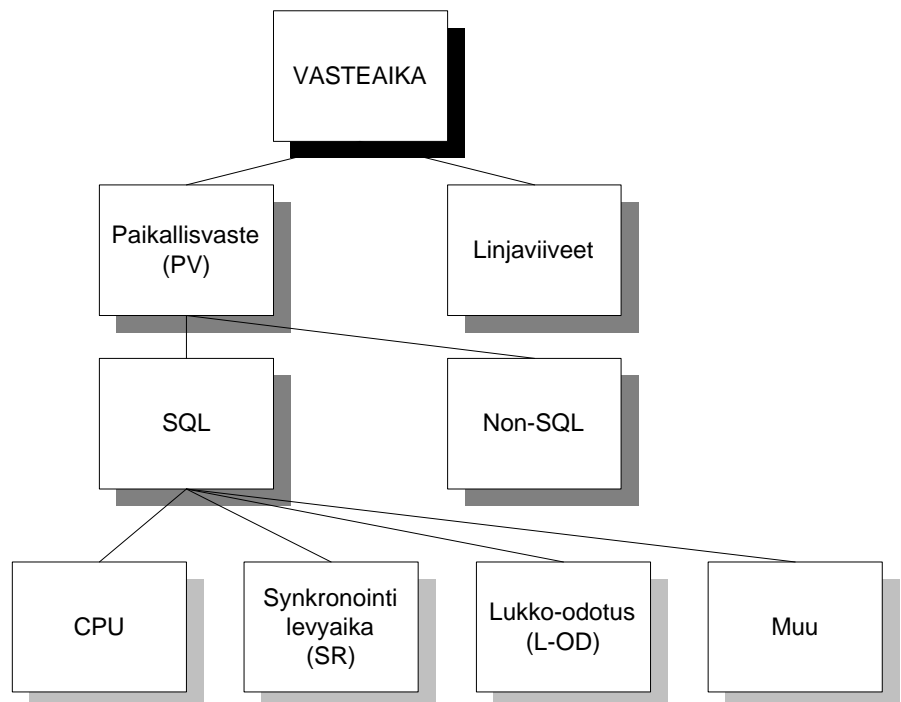 VASTEAIKA
Paikallisvaste
(PV)
Linjaviiveet
SQL
Non-SQL
CPU
Synkronointi
levyaika
(SR)
Lukko-odotus
(L-OD)
Muu